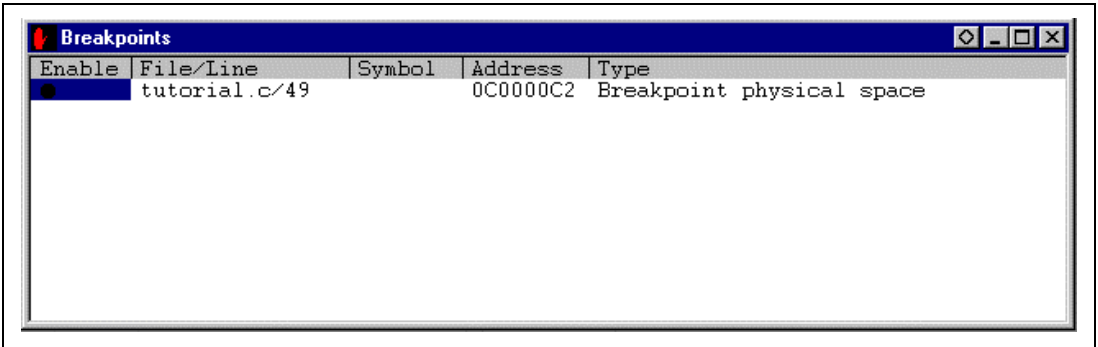 Breakpoints
Enable File/Line Symbol Address Type
tutorial.c/49 0C0000C2 Breakpoint physical space